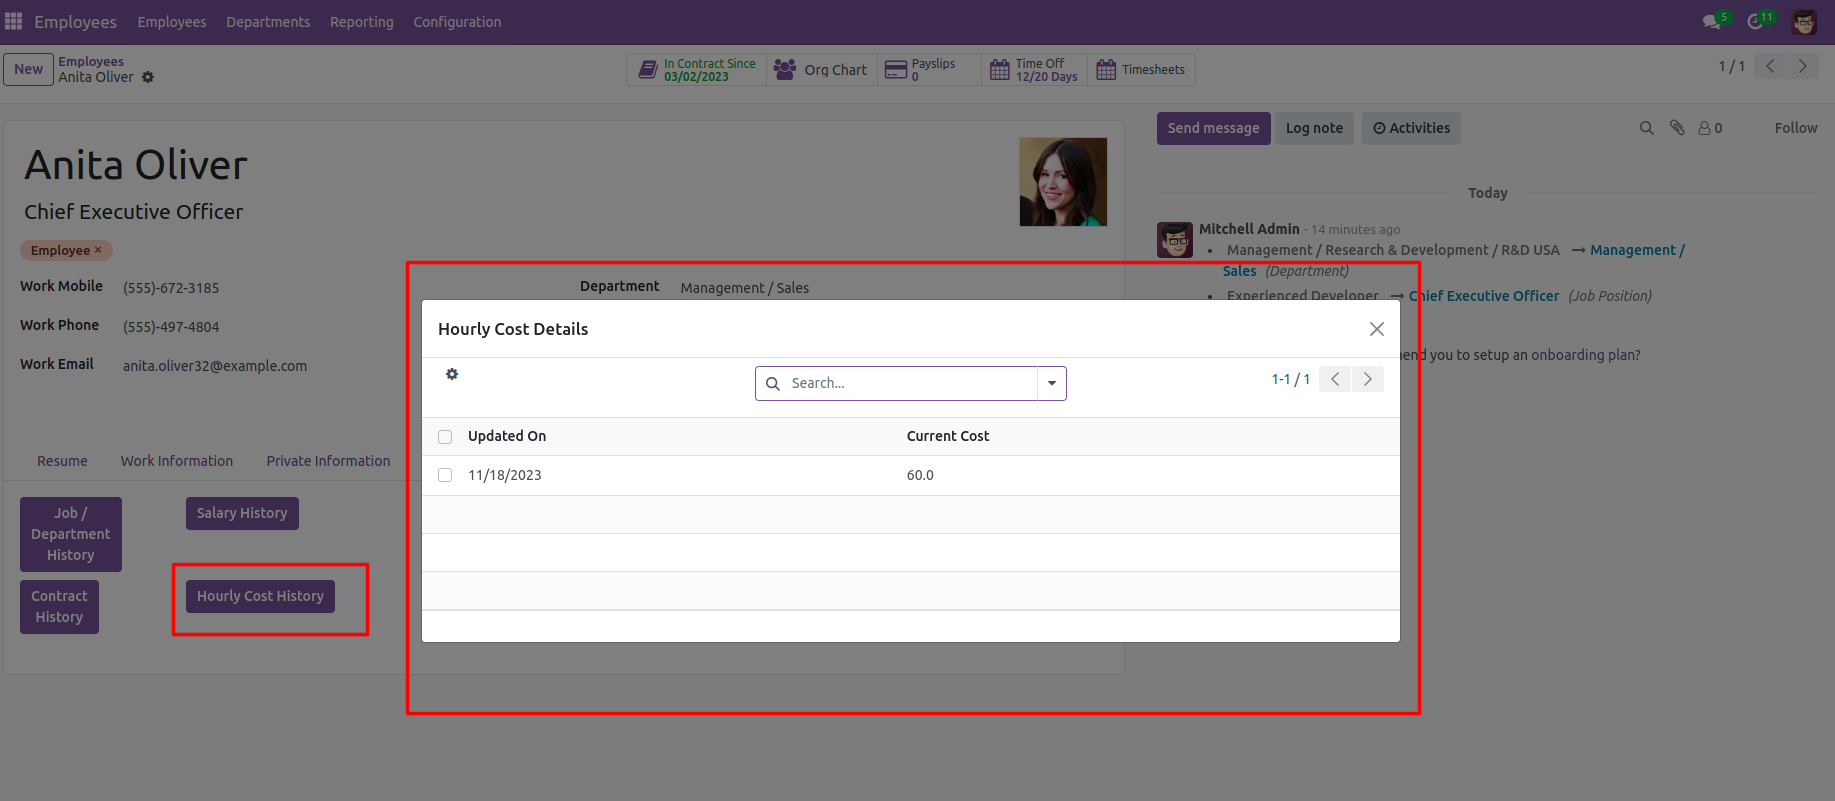 Employees Employees Departments Reporting Configuration 5 11
New Employees
Anita Oliver
In Contract Since
03/02/2023
Org Chart
Payslips
0
Time Off
12/20 Days
Timesheets
1 / 1
Anita Oliver
Chief Executive Officer
Employee ×
Work Mobile (555)-672-3185
Work Phone (555)-497-4804
Work Email anita.oliver32@example.com
Department Management / Sales
Resume Work Information Private Information
Job /
Department
History
Salary History
Contract
History
Hourly Cost History
Hourly Cost Details
Search...
1-1 / 1
Updated On Current Cost
11/18/2023 60.0
Send message Log note Activities 0 Follow
Today
Mitchell Admin - 14 minutes ago
• Management / Research & Development / R&D USA → Management /
Sales (Department)
• Experienced Developer → Chief Executive Officer (Job Position)
you to setup an onboarding plan?